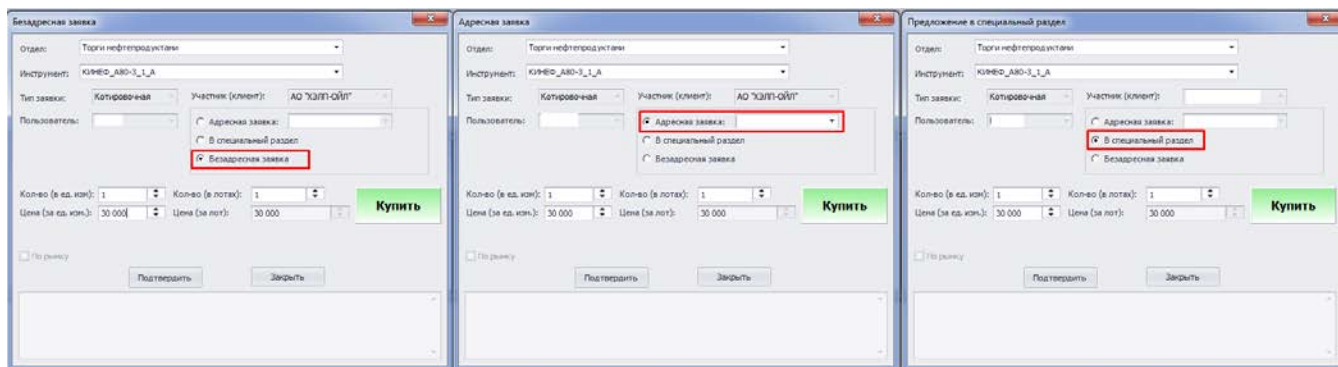 Безадресная заявка
Отдел: Торги нефтепродуктами
Инструмент: КИНЕФ_А80-3_1_А
Тип заявки: Котировочная Участник (клиент): АО "ХЭЛП-ОЙЛ"
Пользователь: Адресная заявка:
В специальный раздел
Безадресная заявка
Кол-во (в ед. изм): 1 Кол-во (в лотах): 1
Цена (за ед. изм.): 30 000 Цена (за лот): 30 000
Купить
По рынку
Подтвердить Закрыть
Адресная заявка
Отдел: Торги нефтепродуктами
Инструмент: КИНЕФ_А80-3_1_А
Тип заявки: Котировочная Участник (клиент): АО "ХЭЛП-ОЙЛ"
Пользователь: Адресная заявка:
В специальный раздел
Безадресная заявка
Кол-во (в ед. изм): 1 Кол-во (в лотах): 1
Цена (за ед. изм.): 30 000 Цена (за лот): 30 000
Купить
По рынку
Подтвердить Закрыть
Предложение в специальный раздел
Отдел: Торги нефтепродуктами
Инструмент: КИНЕФ_А80-3_1_А
Тип заявки: Котировочная Участник (клиент):
Пользователь: Адресная заявка:
В специальный раздел
Безадресная заявка
Кол-во (в ед. изм): 1 Кол-во (в лотах): 1
Цена (за ед. изм.): 30 000 Цена (за лот): 30 000
Купить
По рынку
Подтвердить Закрыть